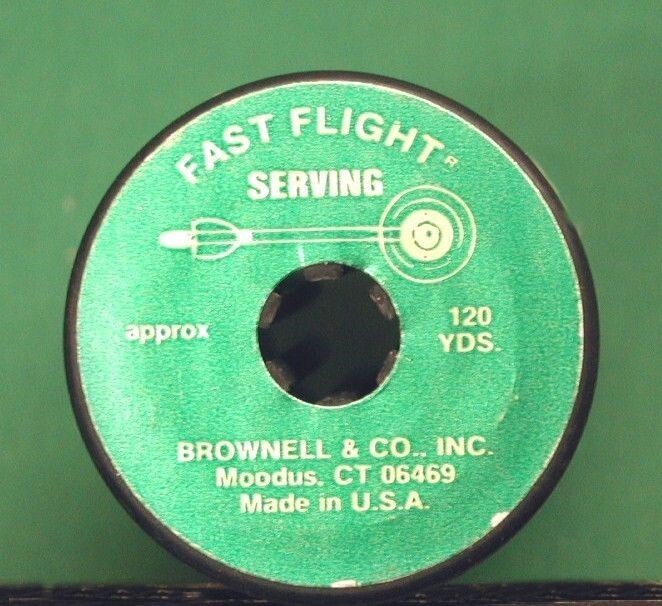 FAST FLIGHT®
SERVING
approx
120
YDS.
BROWNELL & CO., INC.
Moodus, CT 06469
Made in U.S.A.